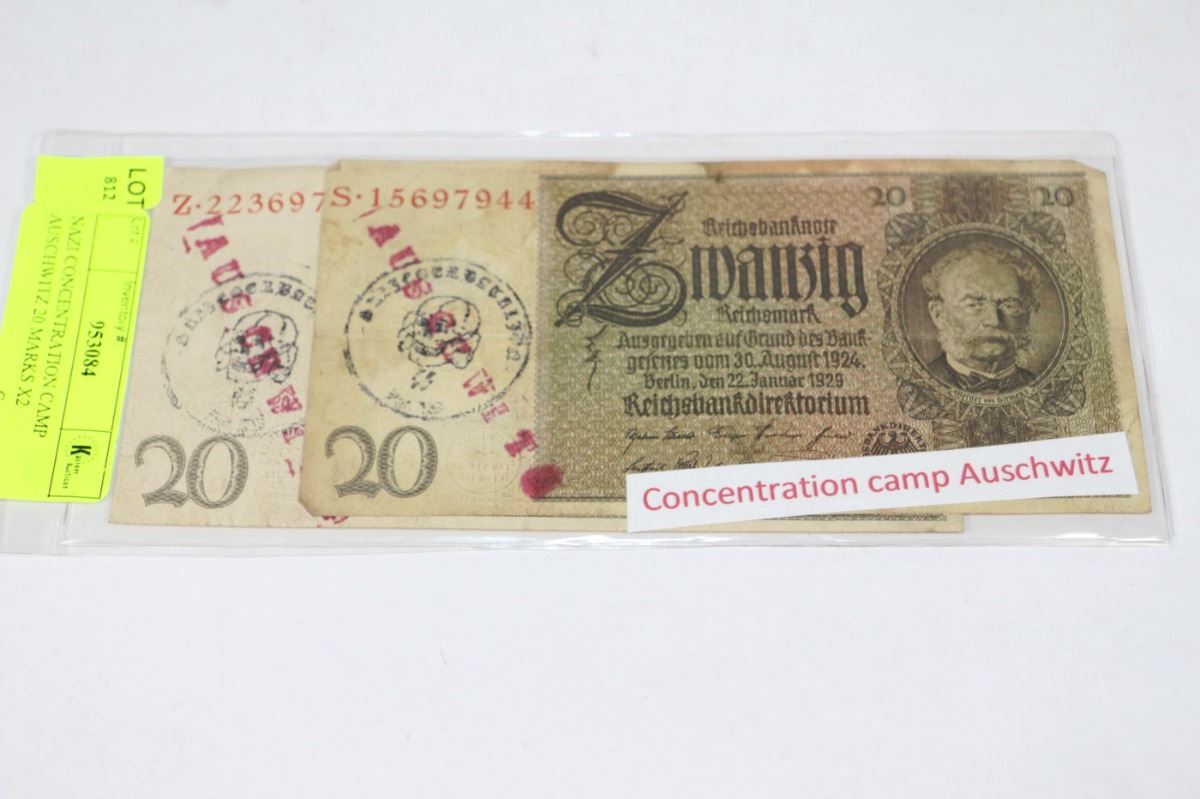 LOT
812
Inventory #
953084
NAZI CONCENTRATION CAMP
AUSCHWITZ 20 MARKS X2
Z·223697
20
S·15697944
20
Reichsbanknote
Zwanzig
Reichsmark
Ausgegeben auf Grund des Bank-
gesetzes vom 30. August 1924.
Berlin, den 22. Januar 1929
Reichsbankdirektorium
20
20
Concentration camp Auschwitz